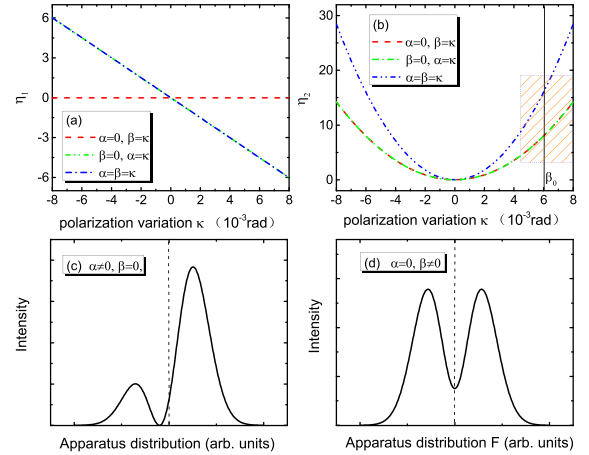 6
3
0
-3
-6
η1
(a)
α=0, β=κ
β=0, α=κ
α=β=κ
-8 -6 -4 -2 0 2 4 6 8
polarization variation κ （10-3rad)
30
20
10
0
η2
(b)
α=0, β=κ
β=0, α=κ
α=β=κ
-8 -6 -4 -2 0 2 4 6 8
β0
polarization variation κ （10-3rad)
(c) α≠0, β=0,
Intensity
Apparatus distribution (arb. units)
(d) α=0, β≠0
Intensity
Apparatus distribution F (arb. units)